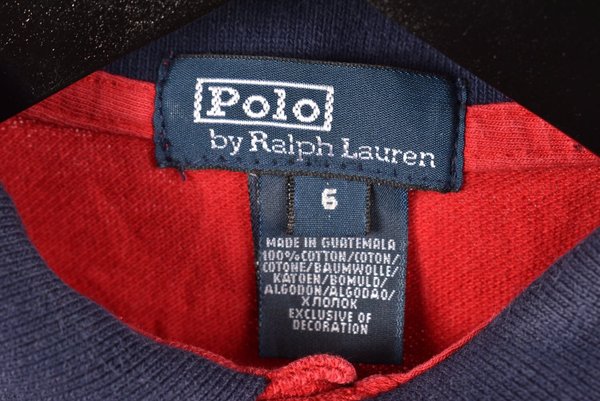 Polo
by Ralph Lauren
6
MADE IN GUATEMALA
100% COTTON/COTON/
COTONE/BAUMWOLLE/
KATOEN/BOMULD/
ALGODON/ALGODAO/
ХЛОПОК
EXCLUSIVE OF
DECORATION